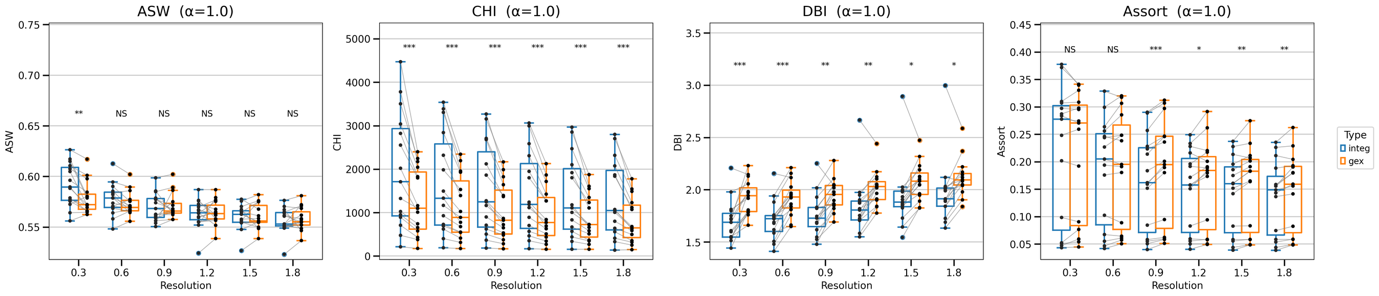 ASW (α=1.0)
ASW
0.75
0.70
0.65
0.60
0.55
** NS NS NS NS NS
0.3 0.6 0.9 1.2 1.5 1.8
Resolution
CHI (α=1.0)
CHI
5000
4000
3000
2000
1000
0
*** *** *** *** *** ***
0.3 0.6 0.9 1.2 1.5 1.8
Resolution
DBI (α=1.0)
DBI
3.5
3.0
2.5
2.0
1.5
*** *** ** ** * *
0.3 0.6 0.9 1.2 1.5 1.8
Resolution
Assort (α=1.0)
Assort
0.45
0.40
0.35
0.30
0.25
0.20
0.15
0.10
0.05
NS NS *** * ** **
0.3 0.6 0.9 1.2 1.5 1.8
Resolution
Type
integ
gex